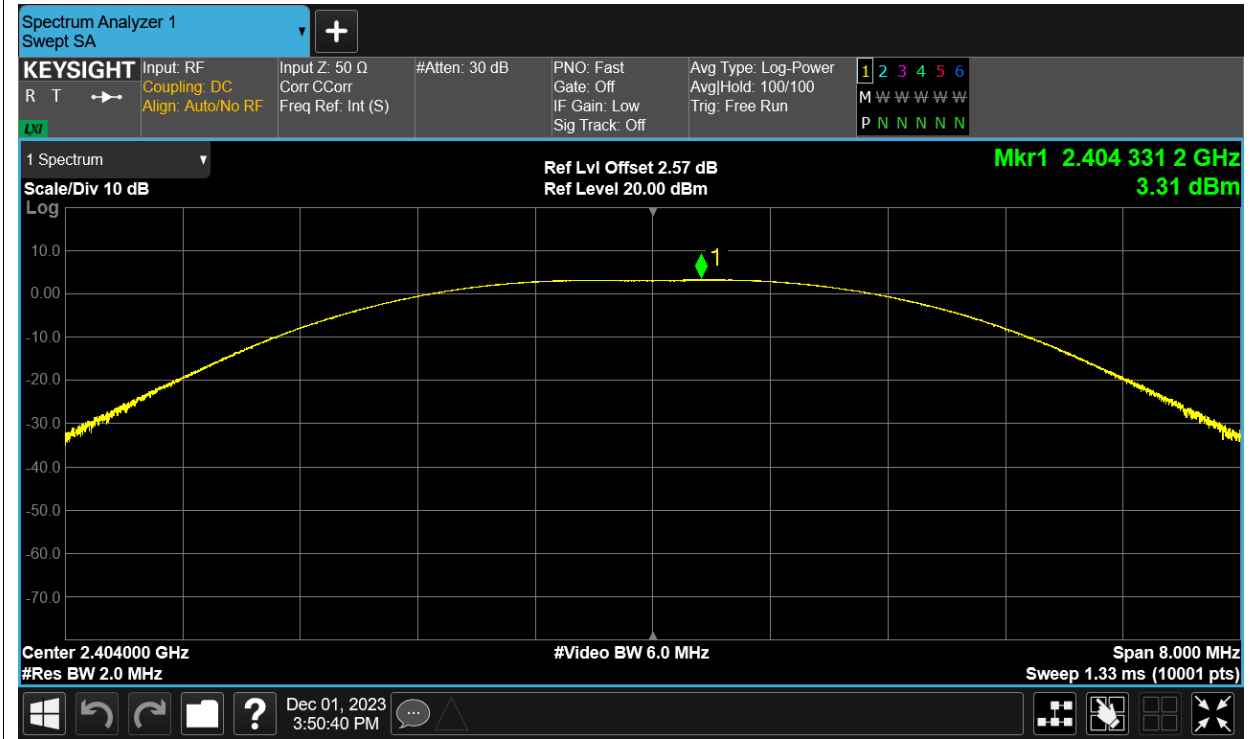 Spectrum Analyzer 1
Swept SA
+
KEYSIGHT
R T
LXI
Input: RF
Coupling: DC
Align: Auto/No RF
Input Z: 50 Ω
Corr CCorr
Freq Ref: Int (S)
#Atten: 30 dB
PNO: Fast
Gate: Off
IF Gain: Low
Sig Track: Off
Avg Type: Log-Power
Avg|Hold: 100/100
Trig: Free Run
1 2 3 4 5 6
M W W W W W
P N N N N N
1 Spectrum
Scale/Div 10 dB
Log
Ref Lvl Offset 2.57 dB
Ref Level 20.00 dBm
Mkr1 2.404 331 2 GHz
3.31 dBm
1
10.0
0.00
-10.0
-20.0
-30.0
-40.0
-50.0
-60.0
-70.0
Center 2.404000 GHz
#Video BW 6.0 MHz
Span 8.000 MHz
#Res BW 2.0 MHz
Sweep 1.33 ms (10001 pts)
?
Dec 01, 2023
3:50:40 PM